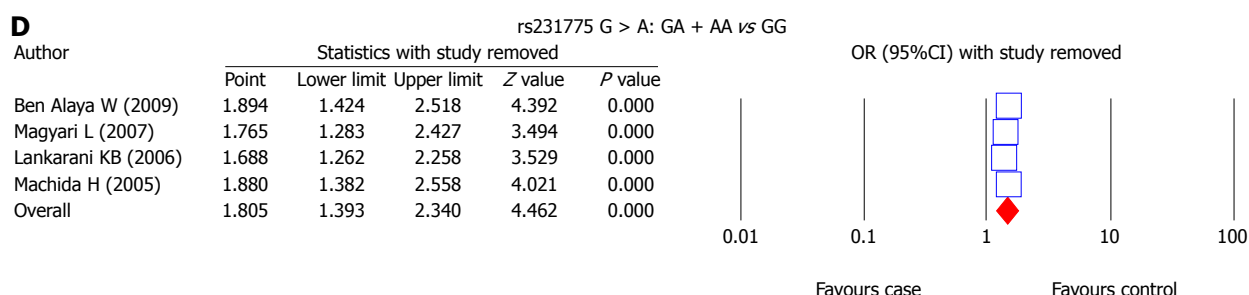 D
rs231775 G > A: GA + AA vs GG
Author Statistics with study removed OR (95%CI) with study removed
Point Lower limit Upper limit Z value P value
Ben Alaya W (2009) 1.894 1.424 2.518 4.392 0.000
Magyari L (2007) 1.765 1.283 2.427 3.494 0.000
Lankarani KB (2006) 1.688 1.262 2.258 3.529 0.000
Machida H (2005) 1.880 1.382 2.558 4.021 0.000
Overall 1.805 1.393 2.340 4.462 0.000
0.01 0.1 1 10 100
Favours case Favours control